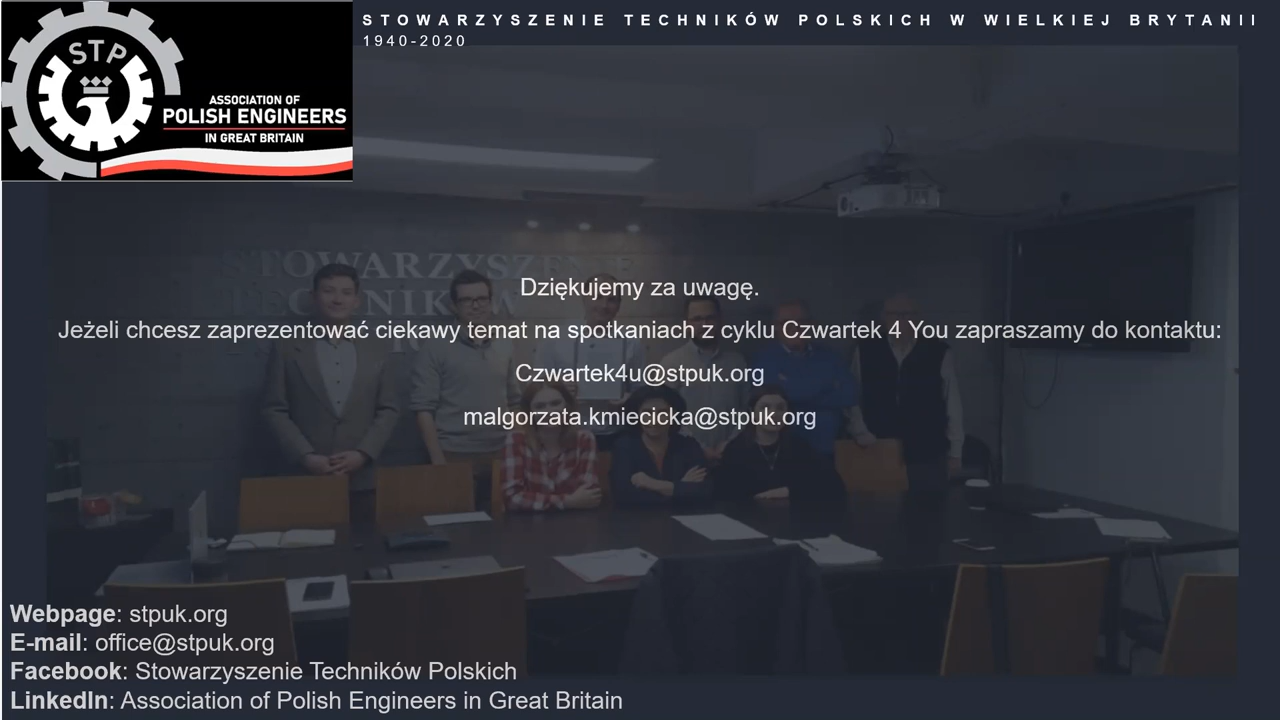 STOWARZYSZENIE TECHNIKÓW POLSKICH W WIELKIEJ BRYTANII
1940-2020
STP
ASSOCIATION OF
POLISH ENGINEERS
IN GREAT BRITAIN
STOWARZYSZENIE
TECHNIKÓW
Dziękujemy za uwagę.
Jeżeli chcesz zaprezentować ciekawy temat na spotkaniach z cyklu Czwartek 4 You zapraszamy do kontaktu:
Czwartek4u@stpuk.org
malgorzata.kmiecicka@stpuk.org
Webpage: stpuk.org
E-mail: office@stpuk.org
Facebook: Stowarzyszenie Techników Polskich
LinkedIn: Association of Polish Engineers in Great Britain